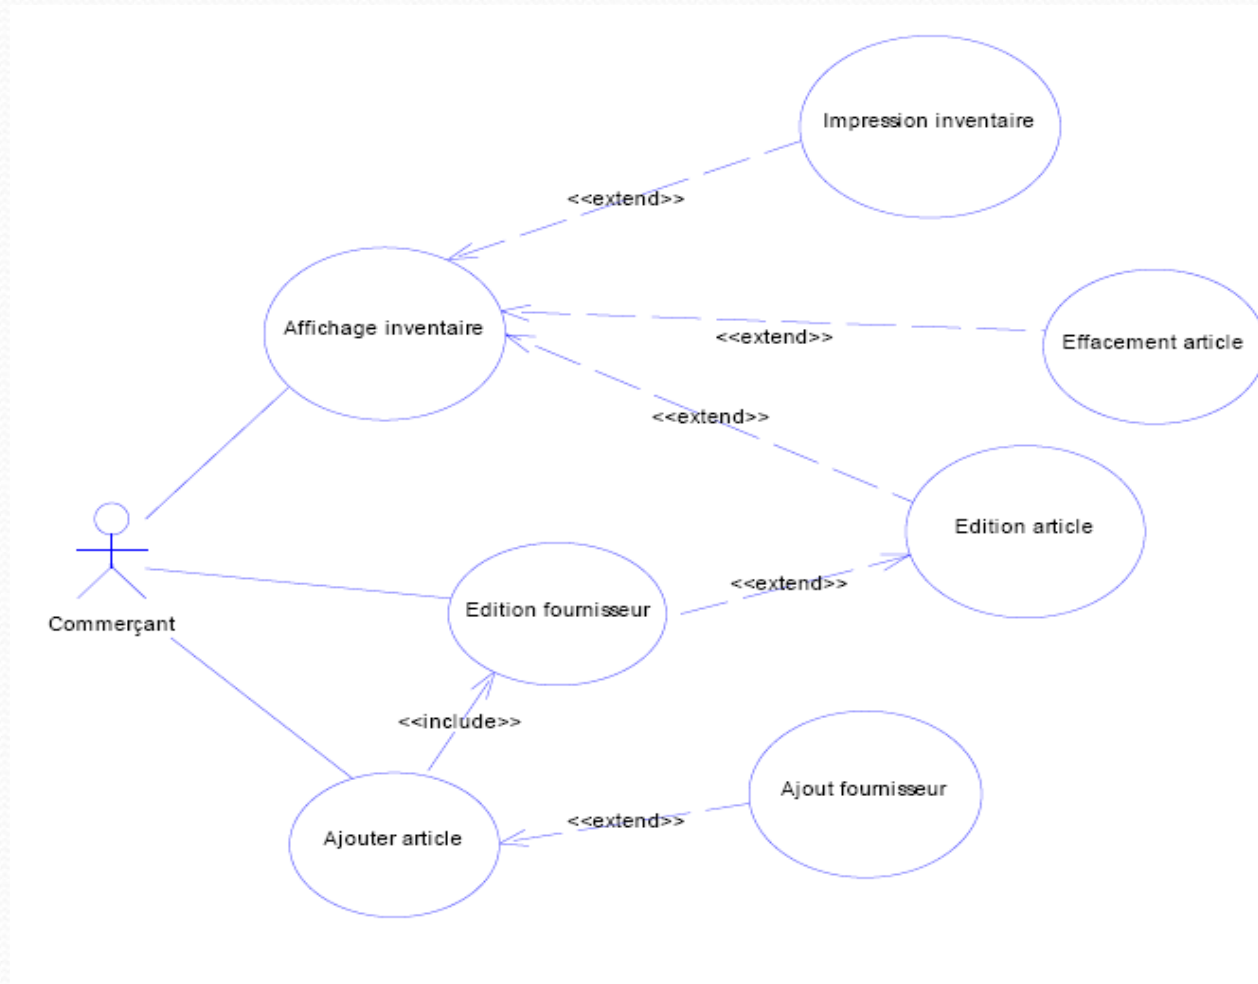 Impression inventaire
<<extend>>
Affichage inventaire
<<extend>>
Effacement article
<<extend>>
Edition article
<<extend>>
Edition fournisseur
Commerçant
<<include>>
Ajout fournisseur
<<extend>>
Ajouter article